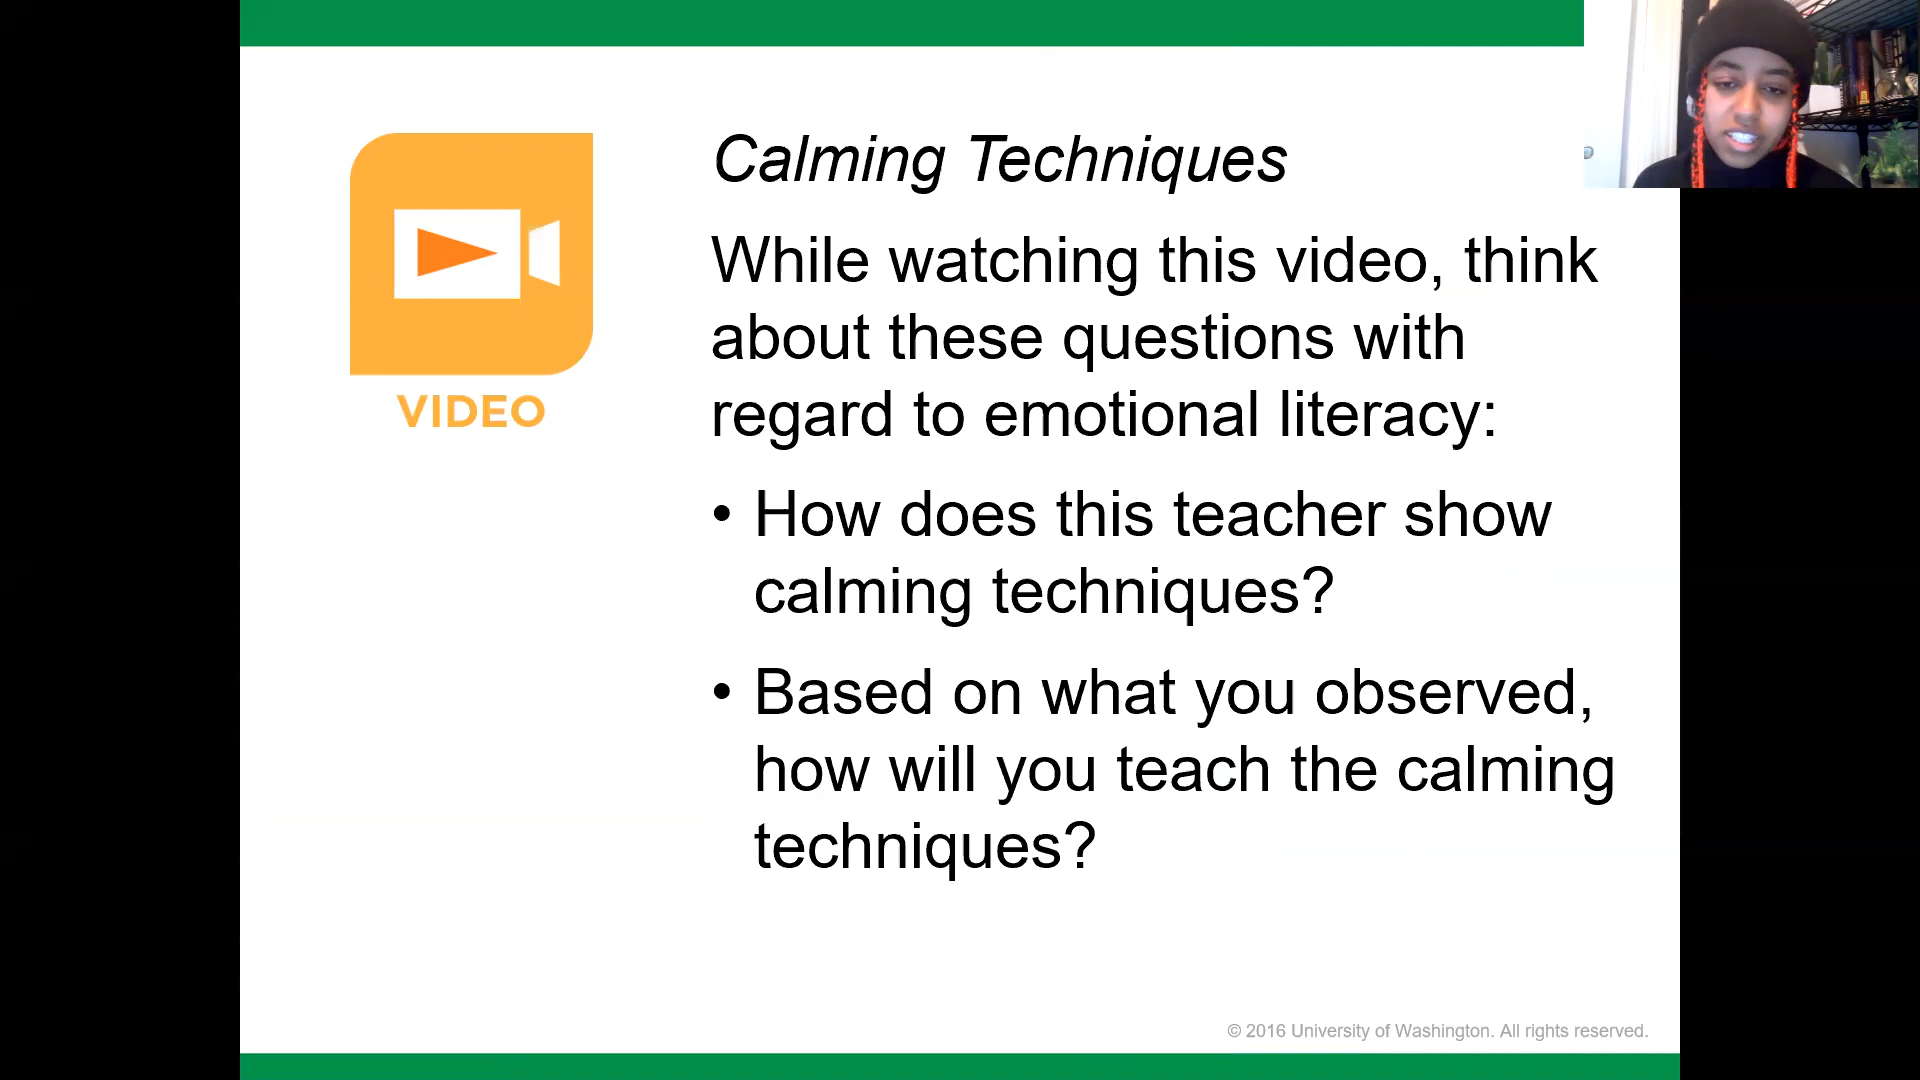 Calming Techniques
While watching this video, think
about these questions with
regard to emotional literacy:
• How does this teacher show
calming techniques?
• Based on what you observed,
how will you teach the calming
techniques?
VIDEO
© 2016 University of Washington. All rights reserved.